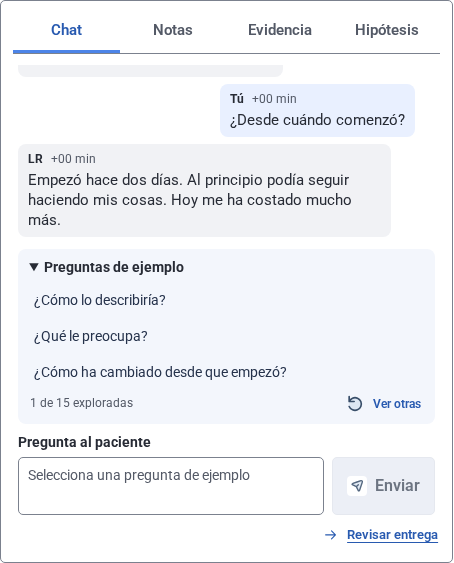 Chat Notas Evidencia Hipótesis
Tú +00 min
¿Desde cuándo comenzó?
LR +00 min
Empezó hace dos días. Al principio podía seguir
haciendo mis cosas. Hoy me ha costado mucho
más.
▼ Preguntas de ejemplo
¿Cómo lo describiría?
¿Qué le preocupa?
¿Cómo ha cambiado desde que empezó?
1 de 15 exploradas Ver otras
Pregunta al paciente
Selecciona una pregunta de ejemplo
Enviar
→ Revisar entrega